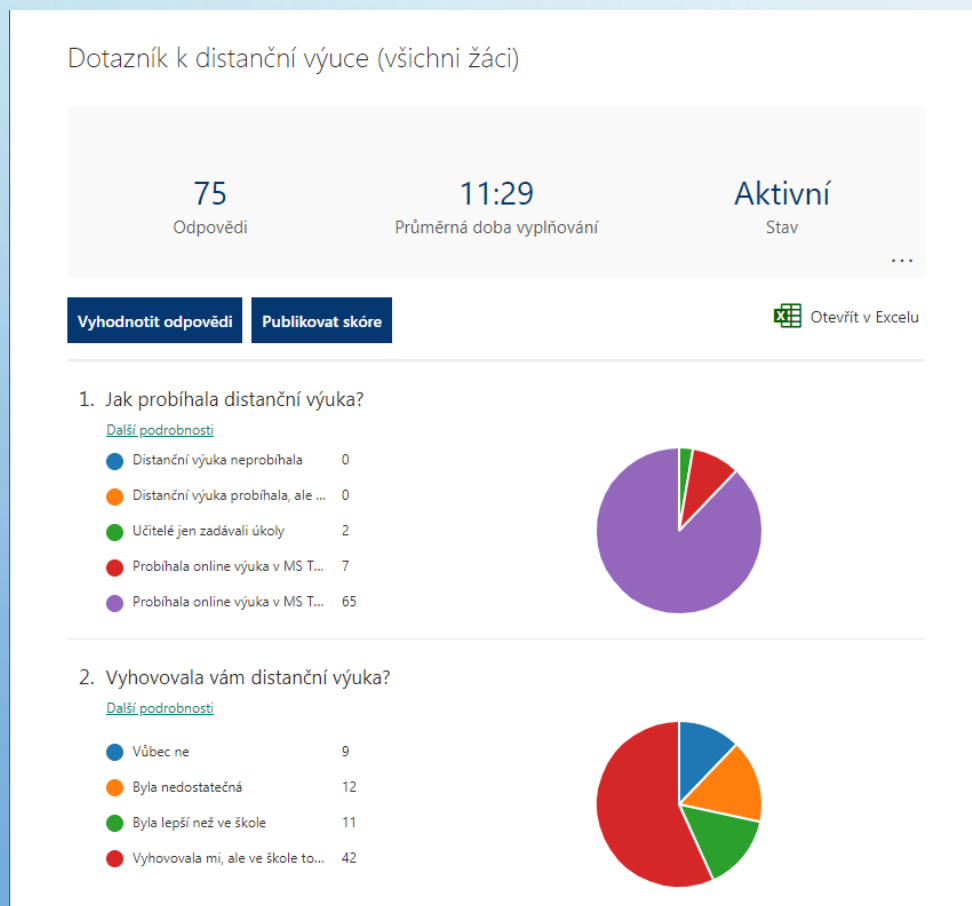 Dotazník k distanční výuce (všichni žáci)
75
Odpovědi
11:29
Průměrná doba vyplňování
Aktivní
Stav
...
Vyhodnotit odpovědi
Publikovat skóre
Otevřít v Excelu
1. Jak probíhala distanční výuka?
Další podrobnosti
Distanční výuka neprobíhala 0
Distanční výuka probíhala, ale ... 0
Učitelé jen zadávali úkoly 2
Probíhala online výuka v MS T... 7
Probíhala online výuka v MS T... 65
2. Vyhovovala vám distanční výuka?
Další podrobnosti
Vůbec ne 9
Byla nedostatečná 12
Byla lepší než ve škole 11
Vyhovovala mi, ale ve škole to... 42